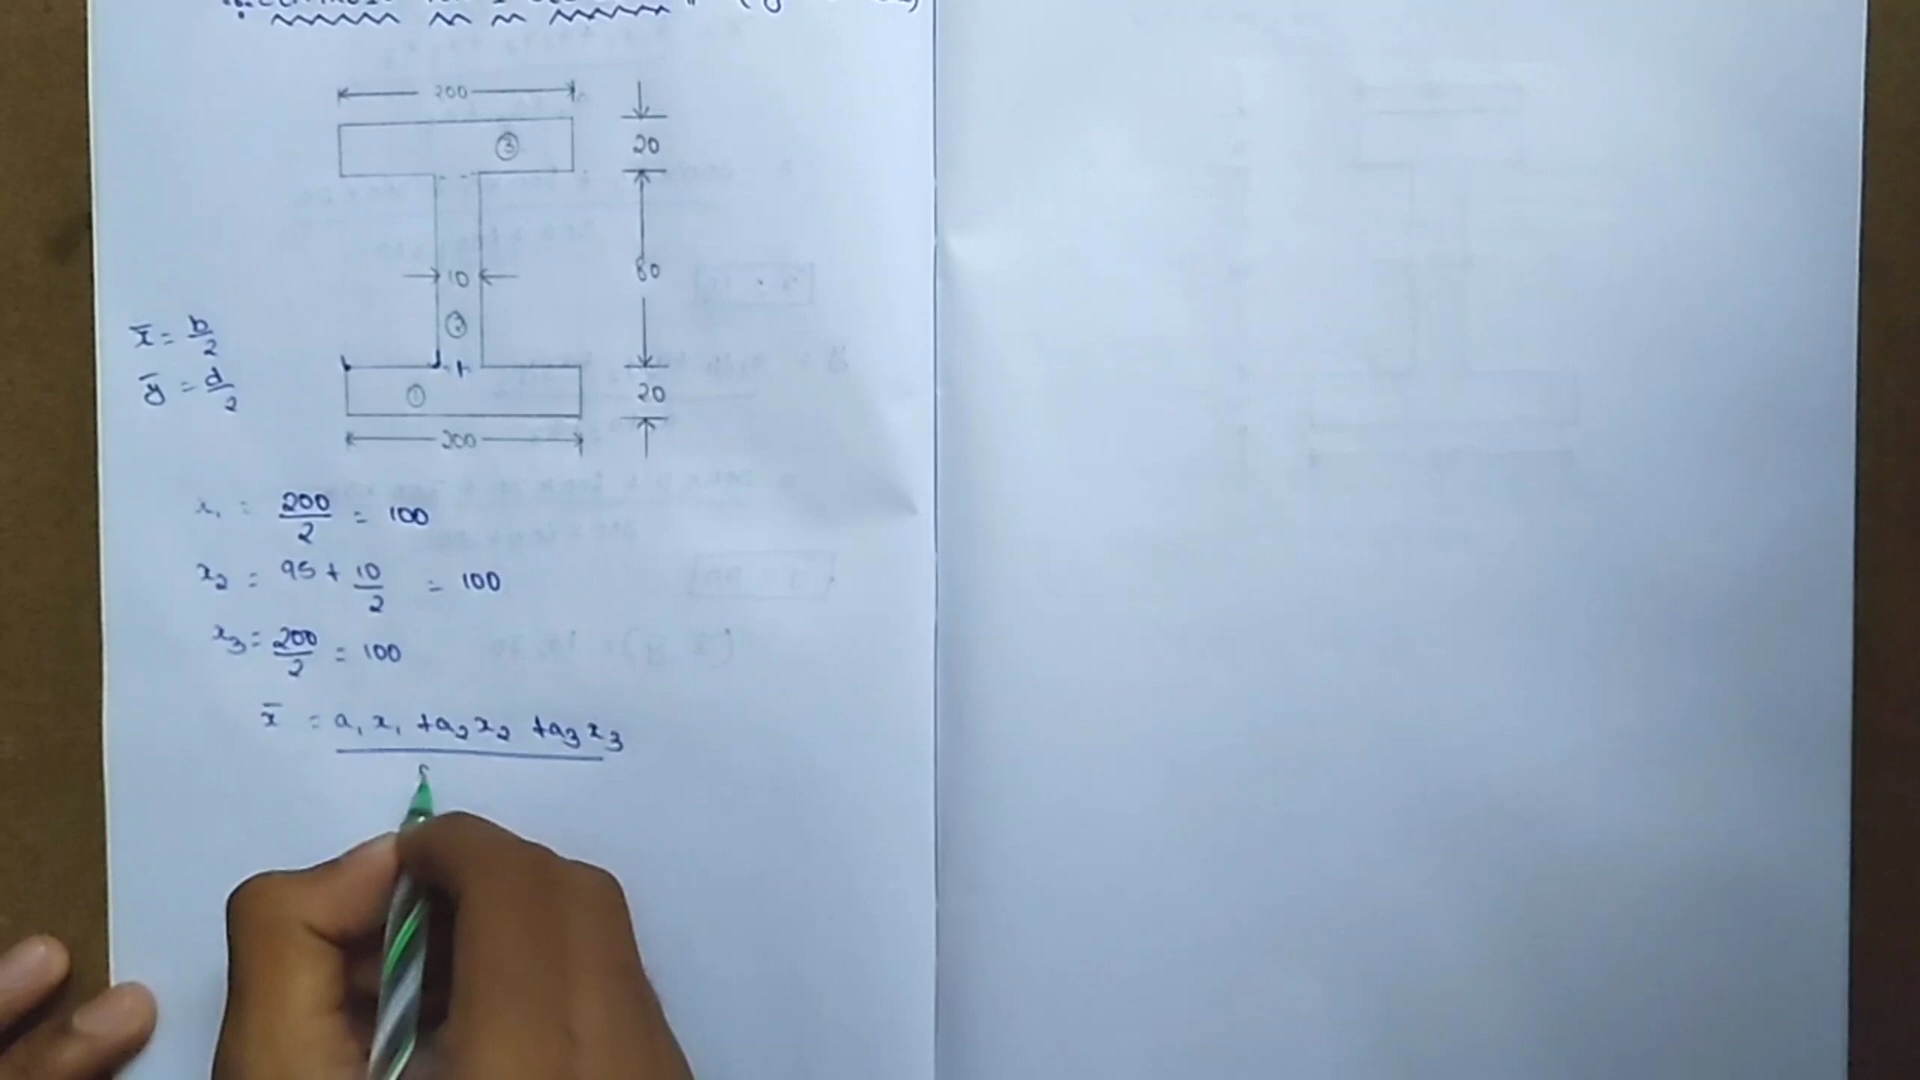 200
③
20
10
80
x̄ = b/2
②
ȳ = d/2
①
20
200
x₁ = 200/2 = 100
x₂ = 95 + 10/2 = 100
x₃ = 200/2 = 100
x̄ = a₁x₁ + a₂x₂ + a₃x₃